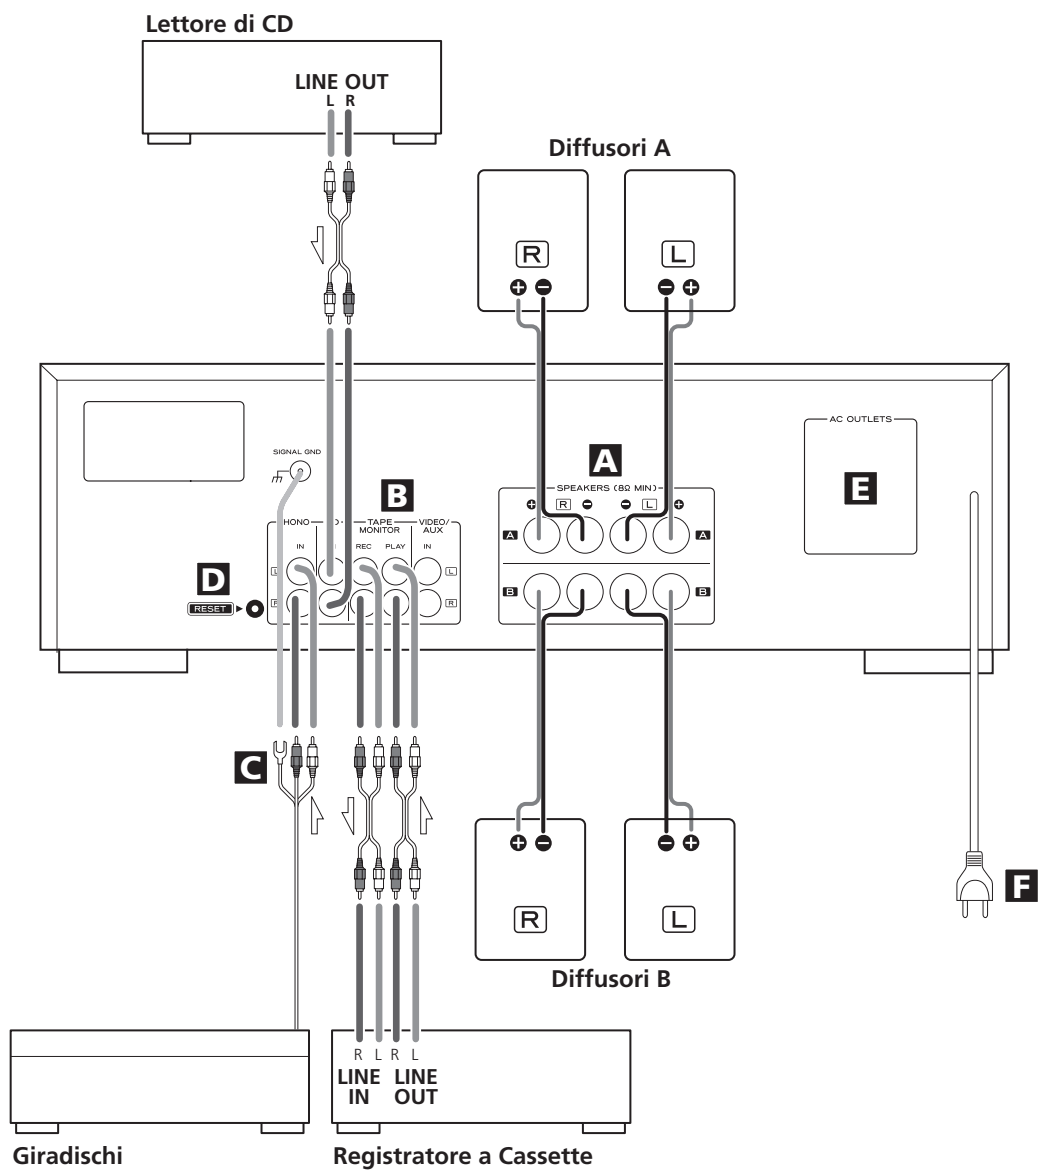 Lettore di CD
LINE OUT
L R
Diffusori A
R L
+ − − +
AC OUTLETS
SIGNAL GND
A
E
B
SPEAKERS (8Ω MIN)
+ R − − L +
TAPE MONITOR
VIDEO/AUX
IN REC PLAY IN
A A
L L
D
B B
RESET
R R
C
+ − − +
F
R L
Diffusori B
R L R L
LINE IN
LINE OUT
Giradischi
Registratore a Cassette